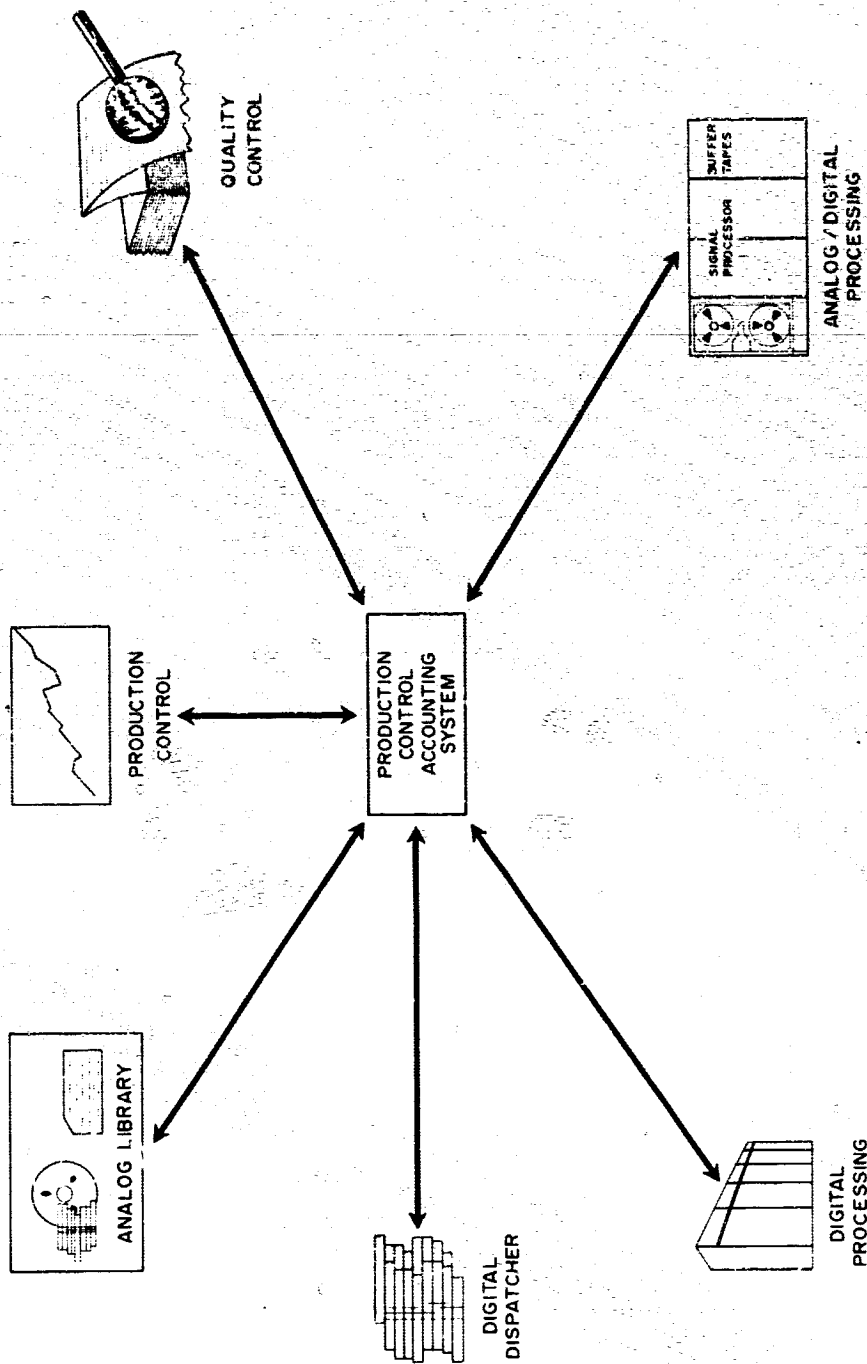 ANALOG LIBRARY
PRODUCTION
CONTROL
QUALITY
CONTROL
DIGITAL
DISPATCHER
PRODUCTION
CONTROL
ACCOUNTING
SYSTEM
DIGITAL
PROCESSING
SIGNAL
PROCESSOR
BUFFER
TAPES
ANALOG / DIGITAL
PROCESSING